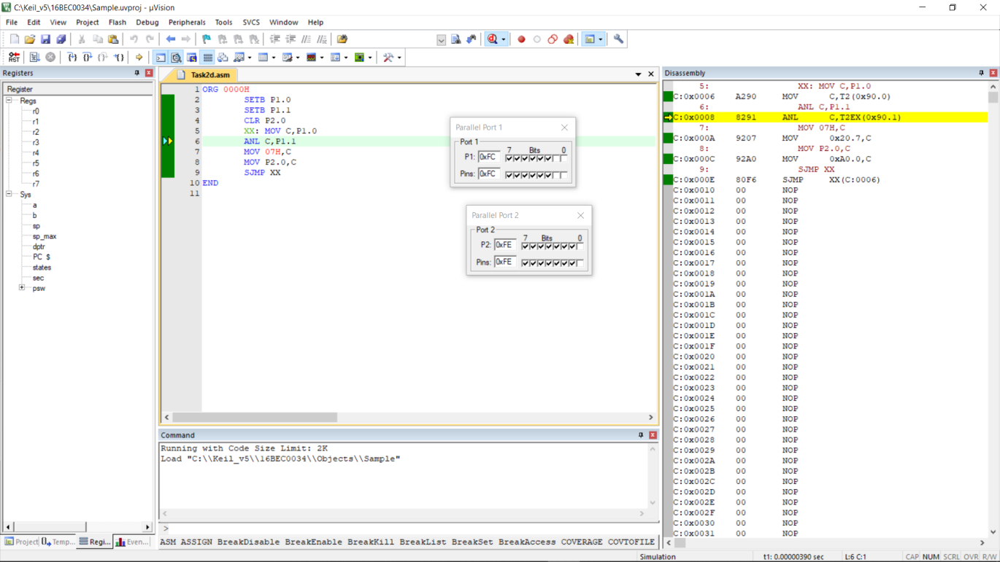 C:\Keil_v5\16BEC0034\Sample.uvproj - µVision
File Edit View Project Flash Debug Peripherals Tools SVCS Window Help
RST
Registers
Register
Regs
r0
r1
r2
r3
r4
r5
r6
r7
Sys
a
b
sp
sp_max
dptr
PC $
states
sec
psw
Project Temp... Regi... Even...
Task2d.asm
1 ORG 0000H
2 SETB P1.0
3 SETB P1.1
4 CLR P2.0
5 XX: MOV C,P1.0
6 ANL C,P1.1
7 MOV 07H,C
8 MOV P2.0,C
9 SJMP XX
10 END
11
Parallel Port 1
Port 1
7 Bits 0
P1: 0xFC
Pins: 0xFC
Parallel Port 2
Port 2
7 Bits 0
P2: 0xFE
Pins: 0xFE
Command
Running with Code Size Limit: 2K
Load "C:\\Keil_v5\\16BEC0034\\Objects\\Sample"
>
ASM ASSIGN BreakDisable BreakEnable BreakKill BreakList BreakSet BreakAccess COVERAGE COVTOFILE
Disassembly
5: XX: MOV C,P1.0
C:0x0006 A290 MOV C,T2(0x90.0)
6: ANL C,P1.1
C:0x0008 8291 ANL C,T2EX(0x90.1)
7: MOV 07H,C
C:0x000A 9207 MOV 0x20.7,C
8: MOV P2.0,C
C:0x000C 92A0 MOV 0xA0.0,C
9: SJMP XX
C:0x000E 80F6 SJMP XX(C:0006)
C:0x0010 00 NOP
C:0x0011 00 NOP
C:0x0012 00 NOP
C:0x0013 00 NOP
C:0x0014 00 NOP
C:0x0015 00 NOP
C:0x0016 00 NOP
C:0x0017 00 NOP
C:0x0018 00 NOP
C:0x0019 00 NOP
C:0x001A 00 NOP
C:0x001B 00 NOP
C:0x001C 00 NOP
C:0x001D 00 NOP
C:0x001E 00 NOP
C:0x001F 00 NOP
C:0x0020 00 NOP
C:0x0021 00 NOP
C:0x0022 00 NOP
C:0x0023 00 NOP
C:0x0024 00 NOP
C:0x0025 00 NOP
C:0x0026 00 NOP
C:0x0027 00 NOP
C:0x0028 00 NOP
C:0x0029 00 NOP
C:0x002A 00 NOP
C:0x002B 00 NOP
C:0x002C 00 NOP
C:0x002D 00 NOP
C:0x002E 00 NOP
C:0x002F 00 NOP
C:0x0030 00 NOP
C:0x0031 00 NOP
Simulation t1: 0.00000390 sec L:6 C:1 CAP NUM SCRL OVR R/W